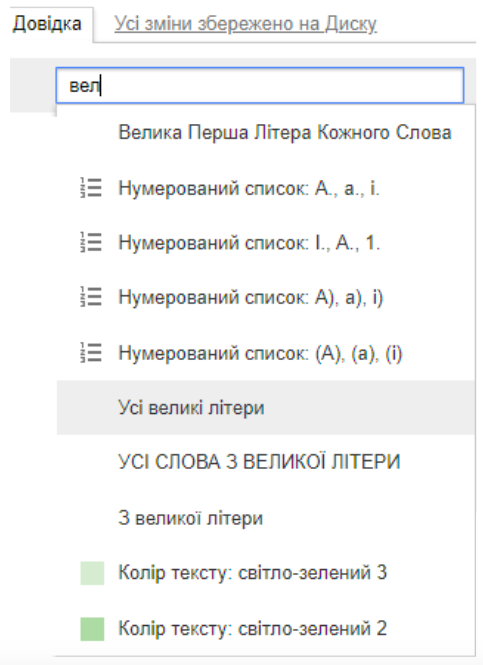 Довідка Усі зміни збережено на Диску
вел
Велика Перша Літера Кожного Слова
Нумерований список: А., а., і.
Нумерований список: І., А., 1.
Нумерований список: А), а), і)
Нумерований список: (А), (а), (і)
Усі великі літери
УСІ СЛОВА З ВЕЛИКОЇ ЛІТЕРИ
З великої літери
Колір тексту: світло-зелений 3
Колір тексту: світло-зелений 2